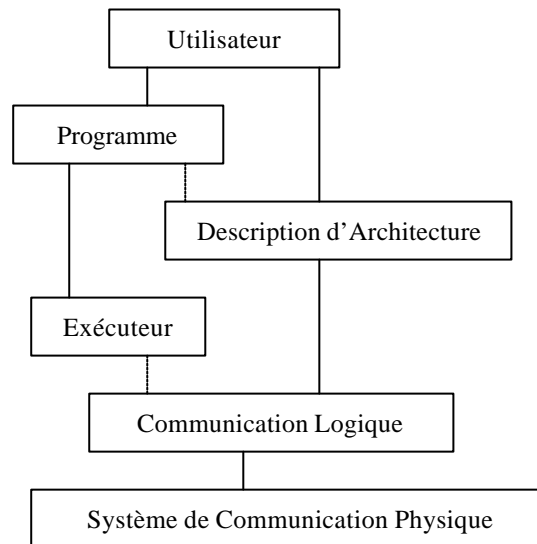 Utilisateur
Programme
Description d’Architecture
Exécuteur
Communication Logique
Système de Communication Physique